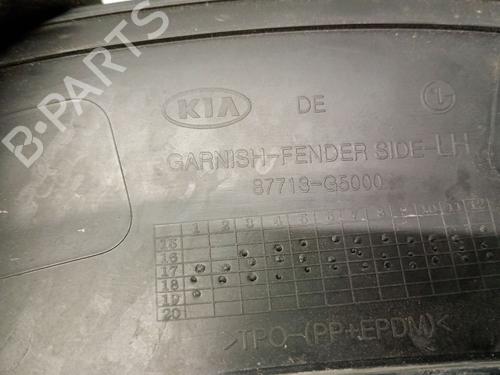 KIA DE L
GARNISH-FENDER SIDE-LH
87713-G5000
1 2 3 4 5 6 7 8 9 10 11 12
15
16
17
18
19
20
>TPO-(PP+EPDM)<
B-PARTS